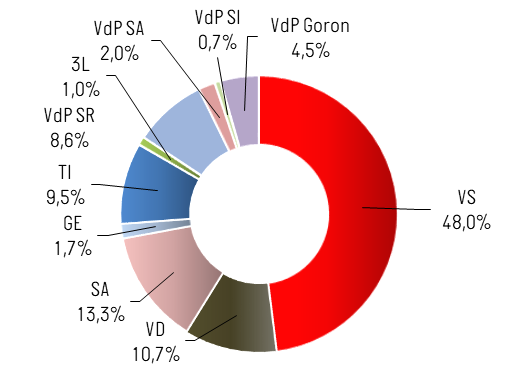 VdP SI
0,7%
VdP Goron
4,5%
VdP SA
2,0%
3L
1,0%
VdP SR
8,6%
TI
9,5%
GE
1,7%
SA
13,3%
VD
10,7%
VS
48,0%